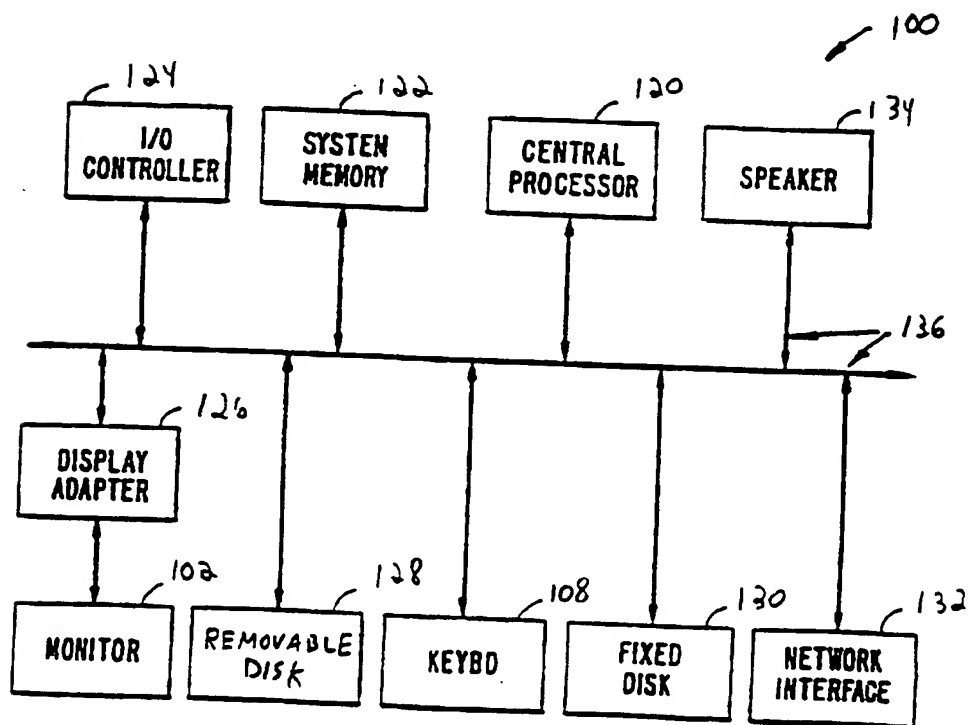 100
124
122
120
134
I/O
CONTROLLER
SYSTEM
MEMORY
CENTRAL
PROCESSOR
SPEAKER
136
126
DISPLAY
ADAPTER
102
128
108
130
132
MONITOR
REMOVABLE
DISK
KEYBD
FIXED
DISK
NETWORK
INTERFACE